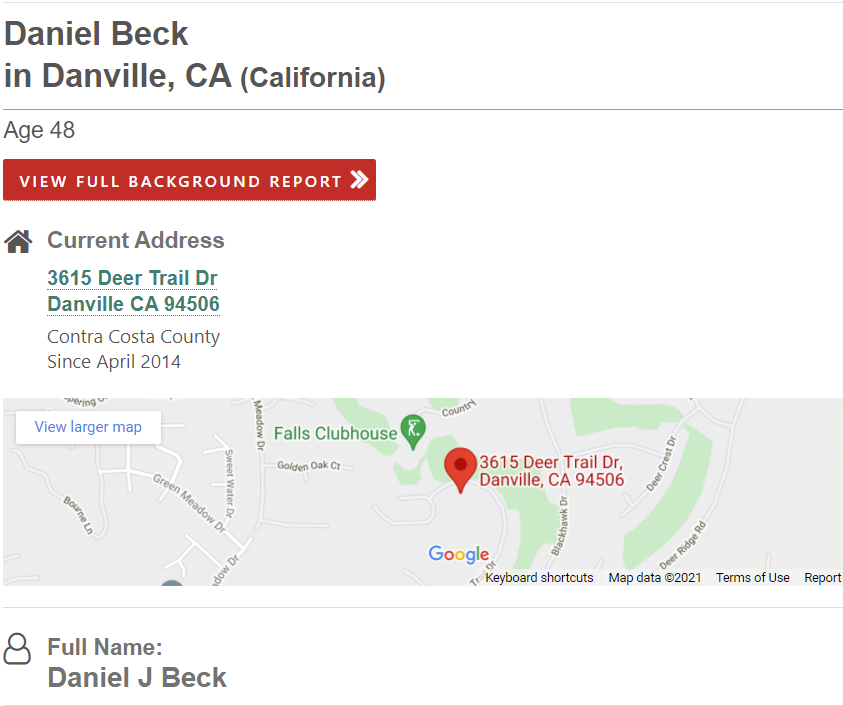 Daniel Beck
in Danville, CA (California)
Age 48
VIEW FULL BACKGROUND REPORT
Current Address
3615 Deer Trail Dr
Danville CA 94506
Contra Costa County
Since April 2014
View larger map
Meadow Dr
Country
Falls Clubhouse
3615 Deer Trail Dr,
Danville, CA 94506
Golden Oak Ct
Sweet Water Dr
Green Meadow Dr
Bourne Ln
Deer Crest Dr
Blackhawk Dr
Deer Ridge Rd
Google
Keyboard shortcuts
Map data ©2021
Terms of Use
Report
Full Name:
Daniel J Beck